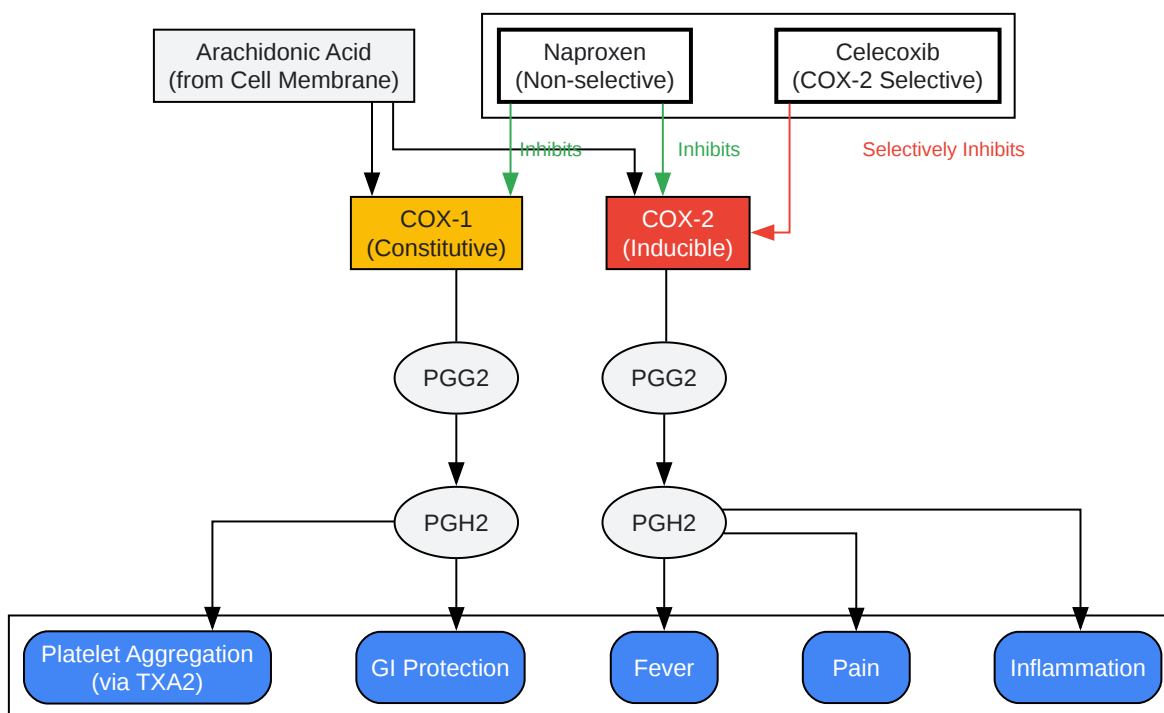 Arachidonic Acid
(from Cell Membrane)
Naproxen
(Non-selective)
Celecoxib
(COX-2 Selective)
Inhibits
Inhibits
Selectively Inhibits
COX-1
(Constitutive)
COX-2
(Inducible)
PGG2
PGG2
PGH2
PGH2
Platelet Aggregation
(via TXA2)
GI Protection
Fever
Pain
Inflammation